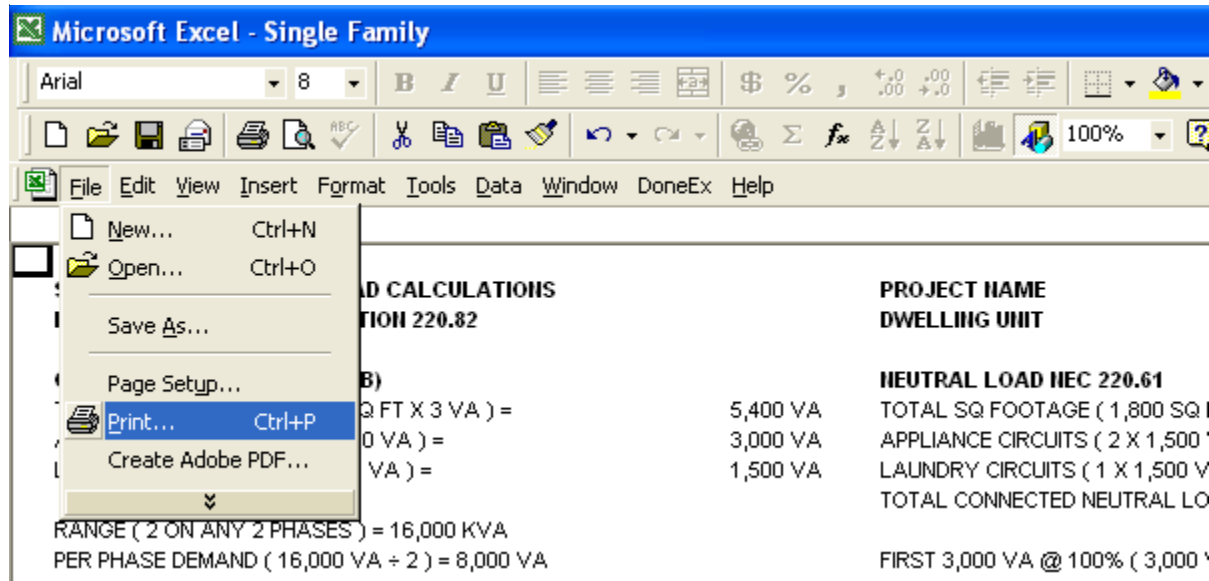 Microsoft Excel - Single Family
Arial 8 B I U $ % , .00 .00
ABC Σ fx A Z Z A 100% ?
File Edit View Insert Format Tools Data Window DoneEx Help
New... Ctrl+N
Open... Ctrl+O
Save As...
Page Setup...
Print... Ctrl+P
Create Adobe PDF...
AD CALCULATIONS PROJECT NAME
TION 220.82 DWELLING UNIT
B) NEUTRAL LOAD NEC 220.61
Q FT X 3 VA ) = 5,400 VA TOTAL SQ FOOTAGE ( 1,800 SQ
0 VA ) = 3,000 VA APPLIANCE CIRCUITS ( 2 X 1,500
VA ) = 1,500 VA LAUNDRY CIRCUITS ( 1 X 1,500 V
TOTAL CONNECTED NEUTRAL LO
RANGE ( 2 ON ANY 2 PHASES ) = 16,000 KVA
PER PHASE DEMAND ( 16,000 VA ÷ 2 ) = 8,000 VA FIRST 3,000 VA @ 100% ( 3,000